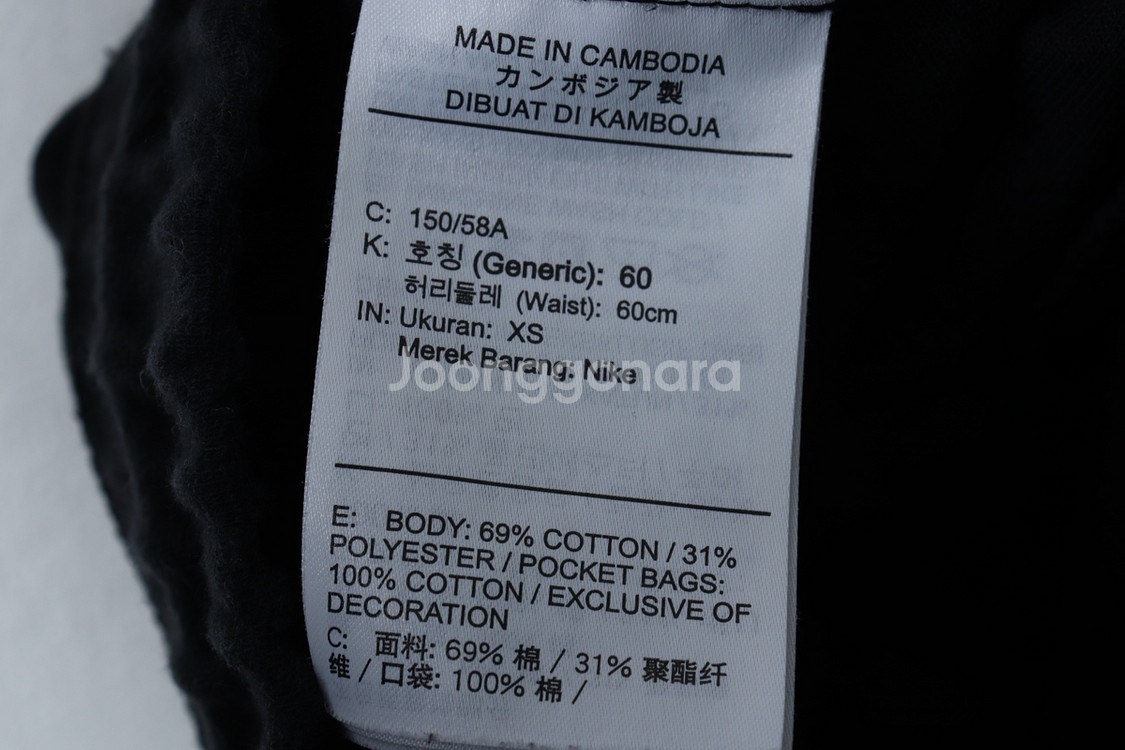 MADE IN CAMBODIA
カンボジア製
DIBUAT DI KAMBOJA
C: 150/58A
K: 호칭 (Generic): 60
허리둘레 (Waist): 60cm
IN: Ukuran: XS
Merek Barang: Nike
Joonggonara
E: BODY: 69% COTTON / 31%
POLYESTER / POCKET BAGS:
100% COTTON / EXCLUSIVE OF
DECORATION
C: 面料: 69% 棉 / 31% 聚酯纤
维 / 口袋: 100% 棉 /